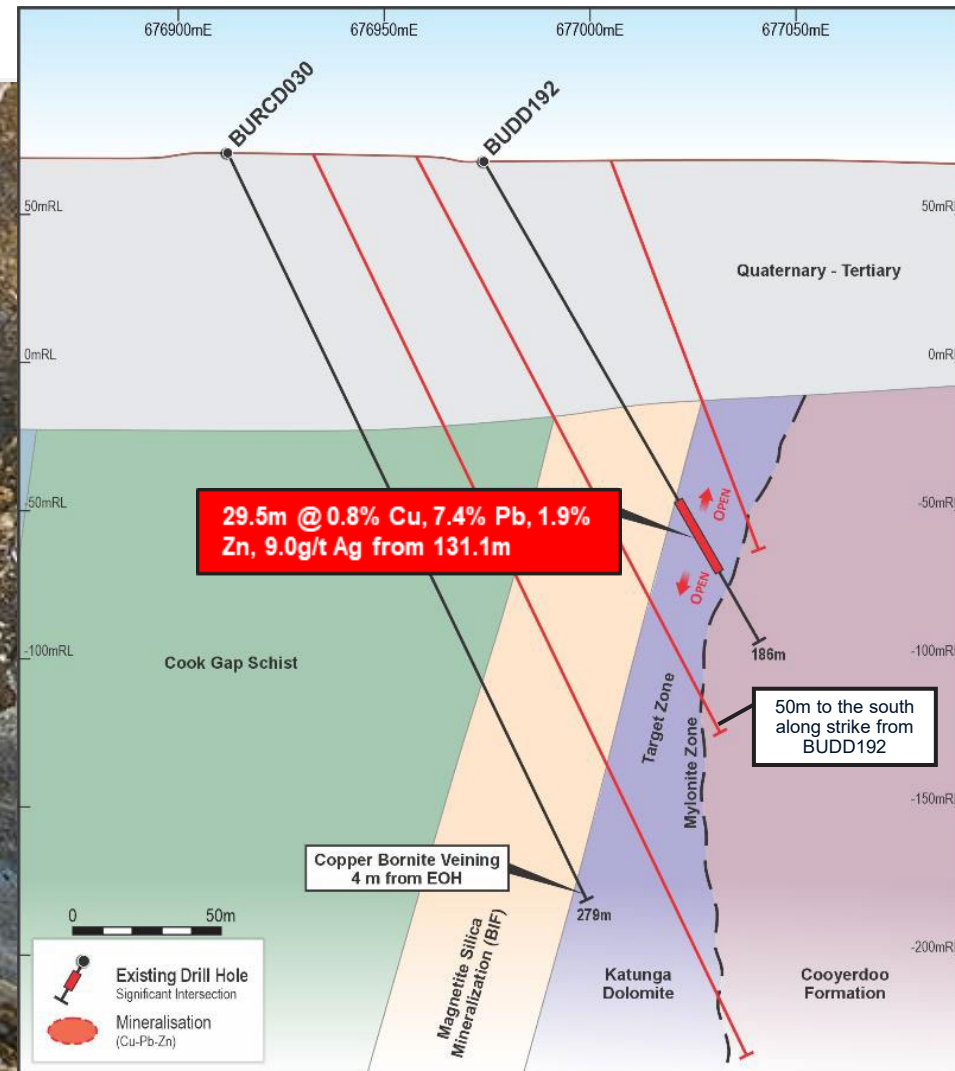 676900mE
676950mE
677000mE
677050mE
BURCD030
BUDD192
50mRL
50mRL
Quaternary - Tertiary
0mRL
0mRL
-50mRL
-50mRL
29.5m @ 0.8% Cu, 7.4% Pb, 1.9%
Zn, 9.0g/t Ag from 131.1m
OPEN
OPEN
-100mRL
-100mRL
Cook Gap Schist
186m
Target Zone
Mylonite Zone
50m to the south
along strike from
BUDD192
-150mRL
Copper Bornite Veining
4 m from EOH
279m
0
50m
Magnetite Silica
Mineralization (BIF)
Katunga
Dolomite
Cooyerdoo
Formation
-200mRL
Existing Drill Hole
Significant Intersection
Mineralisation
(Cu-Pb-Zn)